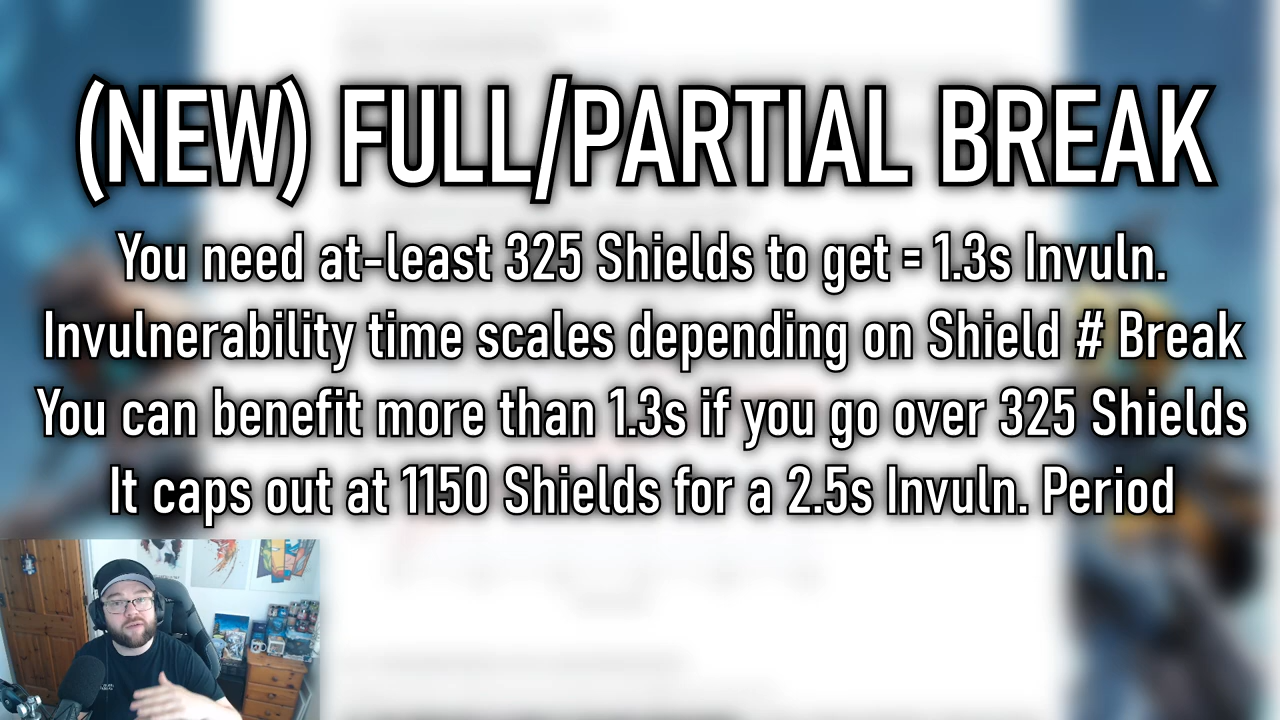 (NEW) FULL/PARTIAL BREAK
You need at-least 325 Shields to get = 1.3s Invuln.
Invulnerability time scales depending on Shield # Break
You can benefit more than 1.3s if you go over 325 Shields
It caps out at 1150 Shields for a 2.5s Invuln. Period